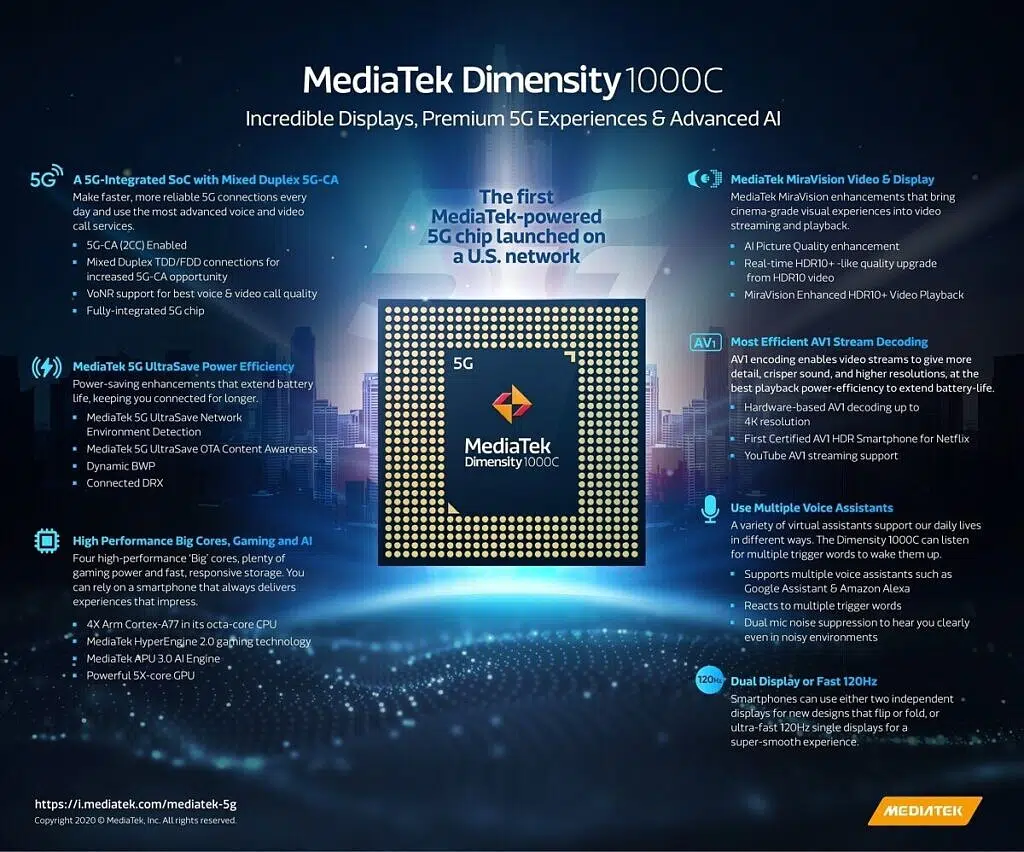 MediaTek Dimensity 1000C
Incredible Displays, Premium 5G Experiences & Advanced AI
5G
A 5G-Integrated SoC with Mixed Duplex 5G-CA
Make faster, more reliable 5G connections every
day and use the most advanced voice and video
call services.
5G-CA (2CC) Enabled
Mixed Duplex TDD/FDD connections for
increased 5G-CA opportunity
VoNR support for best voice & video call quality
Fully-integrated 5G chip
MediaTek 5G UltraSave Power Efficiency
Power-saving enhancements that extend battery
life, keeping you connected for longer.
MediaTek 5G UltraSave Network
Environment Detection
MediaTek 5G UltraSave OTA Content Awareness
Dynamic BWP
Connected DRX
High Performance Big Cores, Gaming and AI
Four high-performance 'Big' cores, plenty of
gaming power and fast, responsive storage. You
can rely on a smartphone that always delivers
experiences that impress.
4X Arm Cortex-A77 in its octa-core CPU
MediaTek HyperEngine 2.0 gaming technology
MediaTek APU 3.0 AI Engine
Powerful 5X-core GPU
5G
The first
MediaTek-powered
5G chip launched on
a U.S. network
5G
MediaTek
Dimensity 1000C
MediaTek MiraVision Video & Display
MediaTek MiraVision enhancements that bring
cinema-grade visual experiences into video
streaming and playback.
AI Picture Quality enhancement
Real-time HDR10+ -like quality upgrade
from HDR10 video
MiraVision Enhanced HDR10+ Video Playback
AV1
Most Efficient AV1 Stream Decoding
AV1 encoding enables video streams to give more
detail, crisper sound, and higher resolutions, at the
best playback power-efficiency to extend battery-life.
Hardware-based AV1 decoding up to
4K resolution
First Certified AV1 HDR Smartphone for Netflix
YouTube AV1 streaming support
Use Multiple Voice Assistants
A variety of virtual assistants support our daily lives
in different ways. The Dimensity 1000C can listen
for multiple trigger words to wake them up.
Supports multiple voice assistants such as
Google Assistant & Amazon Alexa
Reacts to multiple trigger words
Dual mic noise suppression to hear you clearly
even in noisy environments
120Hz
Dual Display or Fast 120Hz
Smartphones can use either two independent
displays for new designs that flip or fold, or
ultra-fast 120Hz single displays for a
super-smooth experience.
https://i.mediatek.com/mediatek-5g
Copyright 2020 © MediaTek, Inc. All rights reserved.
MEDIATEK